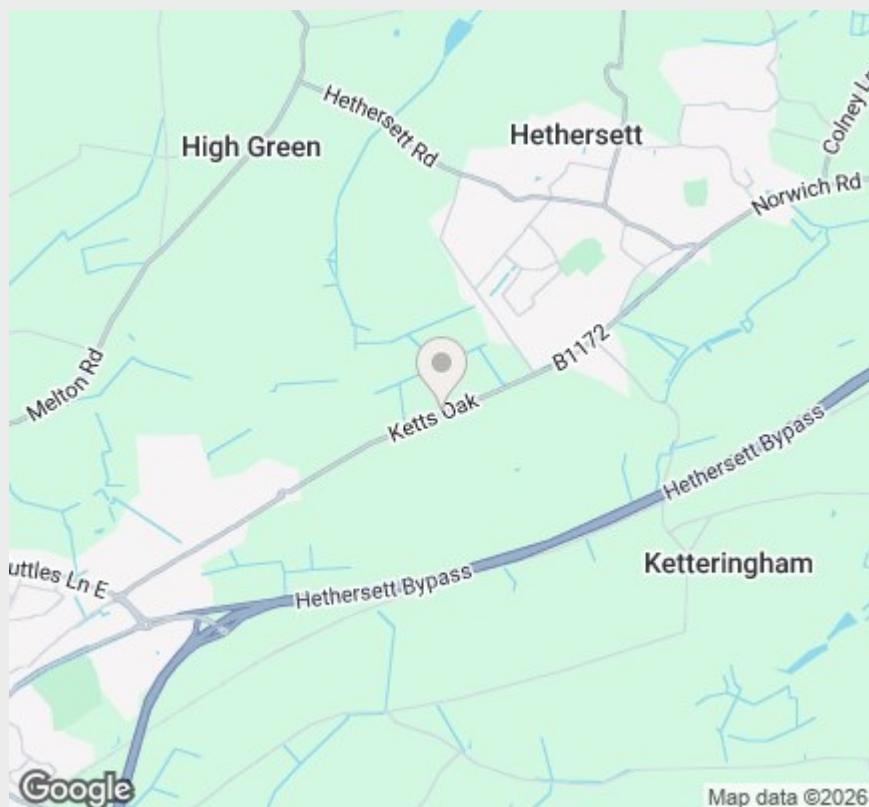 Hethersett Rd
High Green
Hethersett
Colney L
Norwich Rd
Melton Rd
B1172
Ketts Oak
Hethersett Bypass
uttles Ln E
Hethersett Bypass
Ketteringham
Google
Map data ©2026